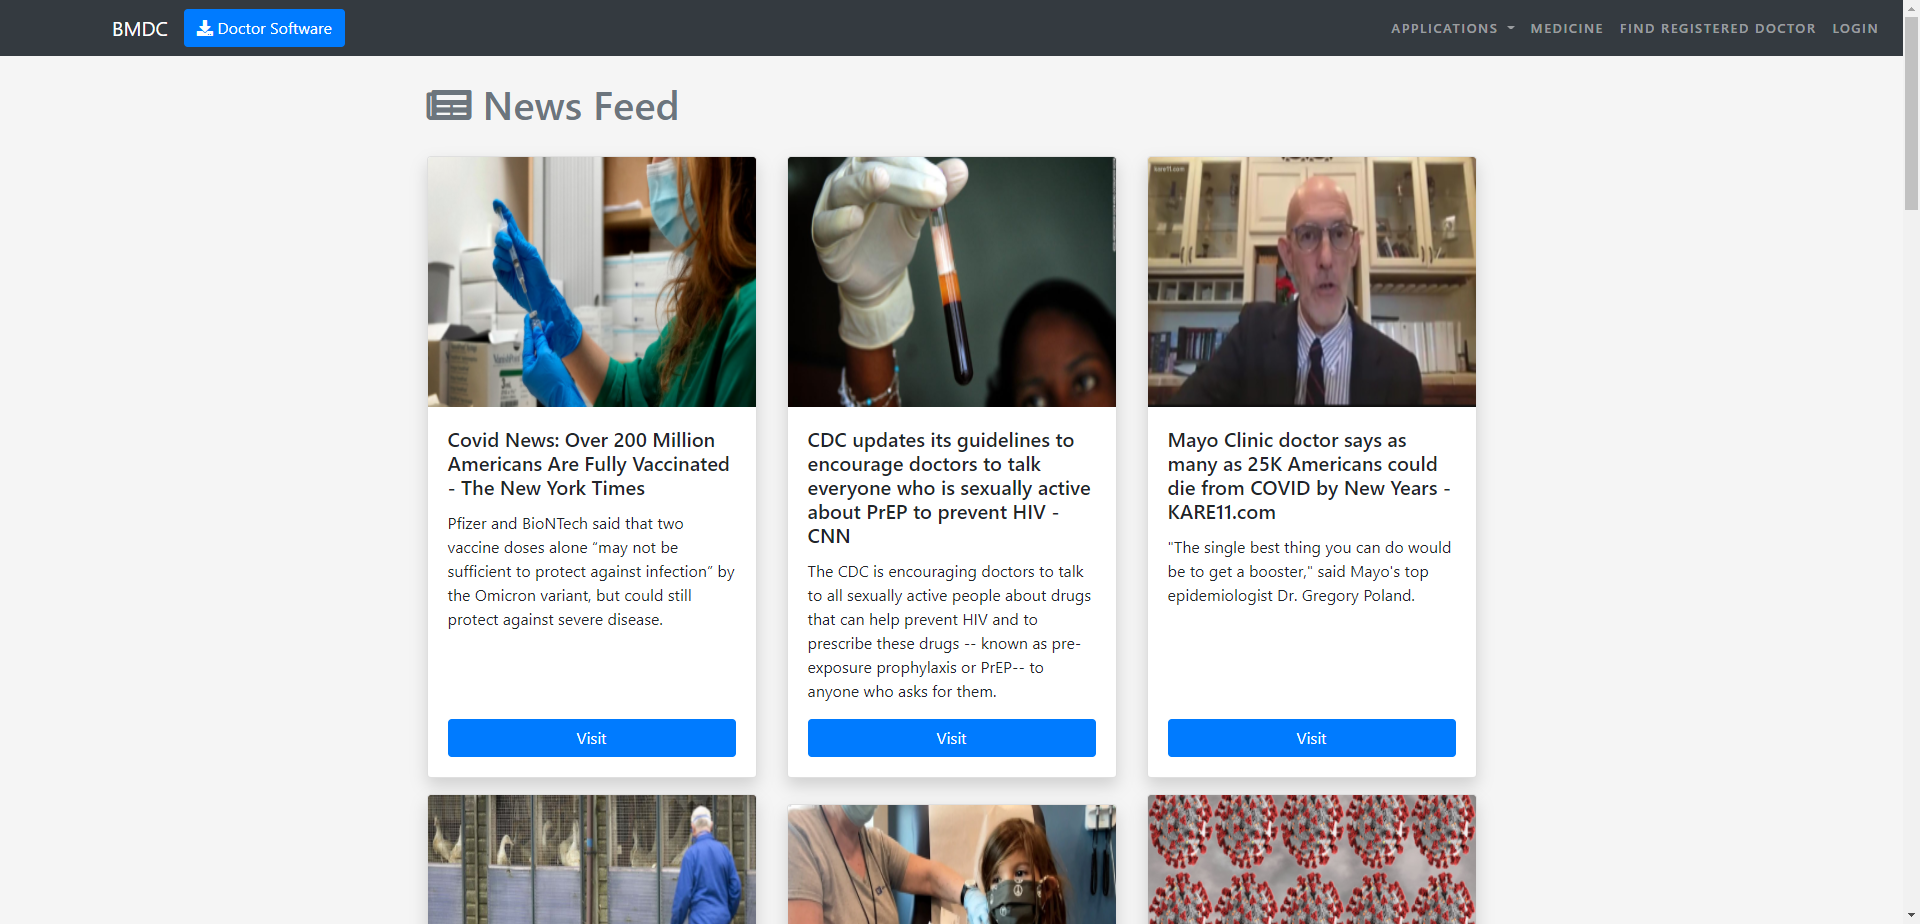 BMDC
Doctor Software
APPLICATIONS
MEDICINE
FIND REGISTERED DOCTOR
LOGIN
News Feed
kare11.com
Covid News: Over 200 Million
Americans Are Fully Vaccinated
- The New York Times
Pfizer and BioNTech said that two
vaccine doses alone “may not be
sufficient to protect against infection” by
the Omicron variant, but could still
protect against severe disease.
Visit
CDC updates its guidelines to
encourage doctors to talk
everyone who is sexually active
about PrEP to prevent HIV -
CNN
The CDC is encouraging doctors to talk
to all sexually active people about drugs
that can help prevent HIV and to
prescribe these drugs -- known as pre-
exposure prophylaxis or PrEP-- to
anyone who asks for them.
Visit
Mayo Clinic doctor says as
many as 25K Americans could
die from COVID by New Years -
KARE11.com
"The single best thing you can do would
be to get a booster," said Mayo's top
epidemiologist Dr. Gregory Poland.
Visit